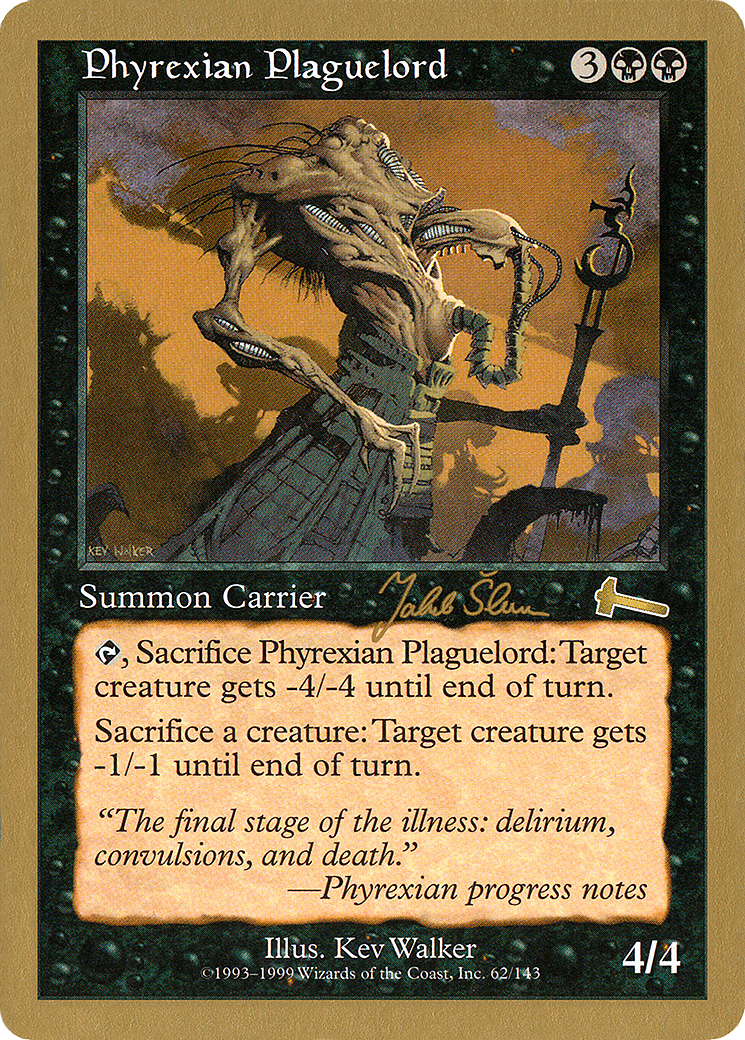 Phyrexian Plaguelord 3
KEV WALKER
Summon Carrier
Jakub Šlemr
, Sacrifice Phyrexian Plaguelord: Target
creature gets -4/-4 until end of turn.
Sacrifice a creature: Target creature gets
-1/-1 until end of turn.
“The final stage of the illness: delirium,
convulsions, and death.”
—Phyrexian progress notes
Illus. Kev Walker
©1993–1999 Wizards of the Coast, Inc. 62/143
4/4